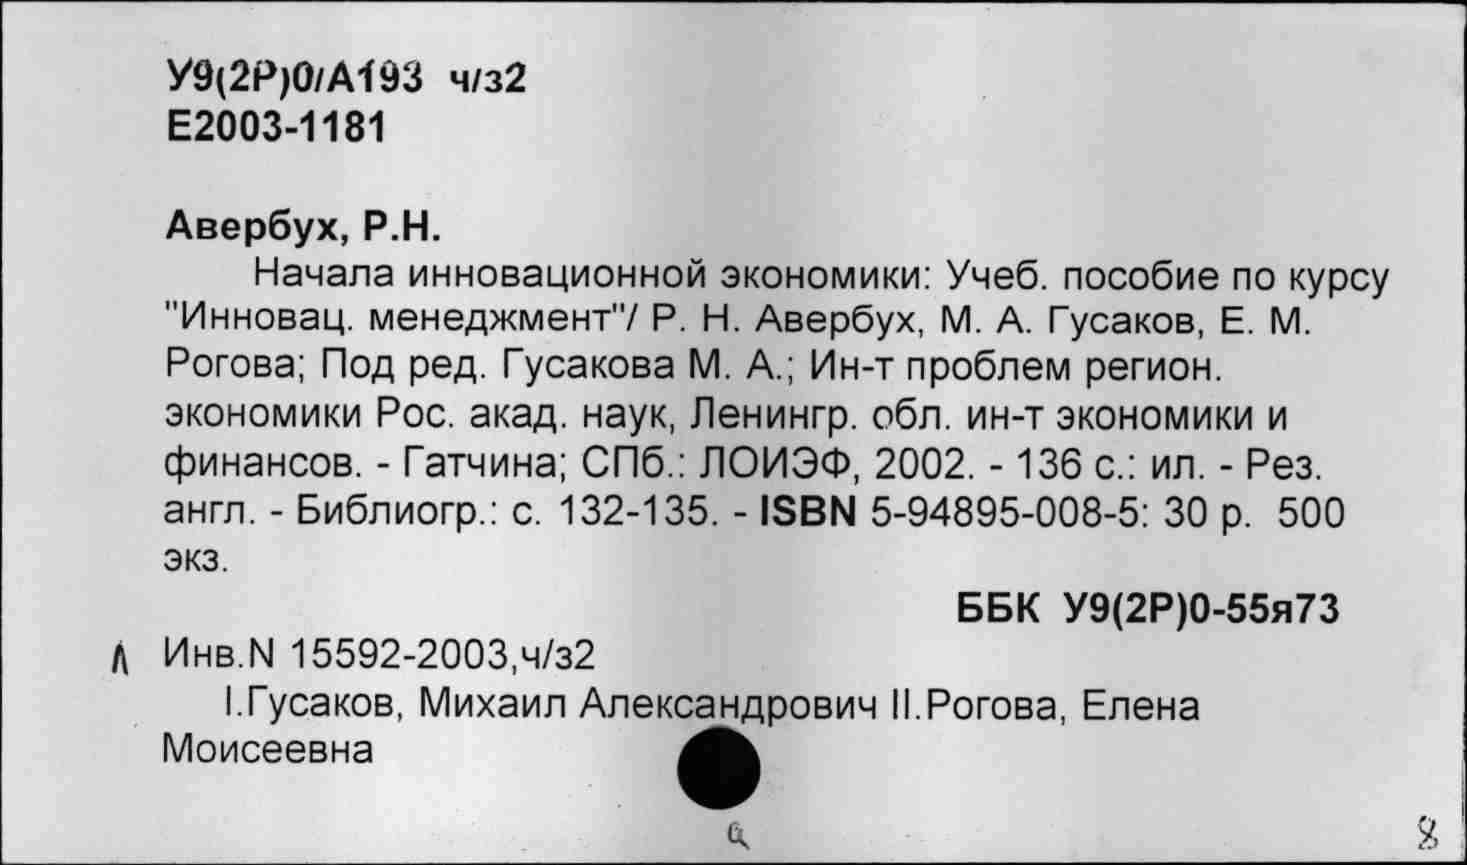 У9(2Р)0/А193 ч/з2
Е2003-1181
Авербух, Р.Н.
Начала инновационной экономики: Учеб. пособие по курсу
"Инновац. менеджмент"/ Р. Н. Авербух, М. А. Гусаков, Е. М.
Рогова; Под ред. Гусакова М. А.; Ин-т проблем регион.
экономики Рос. акад. наук, Ленингр. обл. ин-т экономики и
финансов. - Гатчина; СПб.: ЛОИЭФ, 2002. - 136 с.: ил. - Рез.
англ. - Библиогр.: с. 132-135. - ISBN 5-94895-008-5: 30 р. 500
экз.
ББК У9(2Р)0-55я73
Л Инв.N 15592-2003,ч/з2
I.Гусаков, Михаил Александрович II.Рогова, Елена
Моисеевна